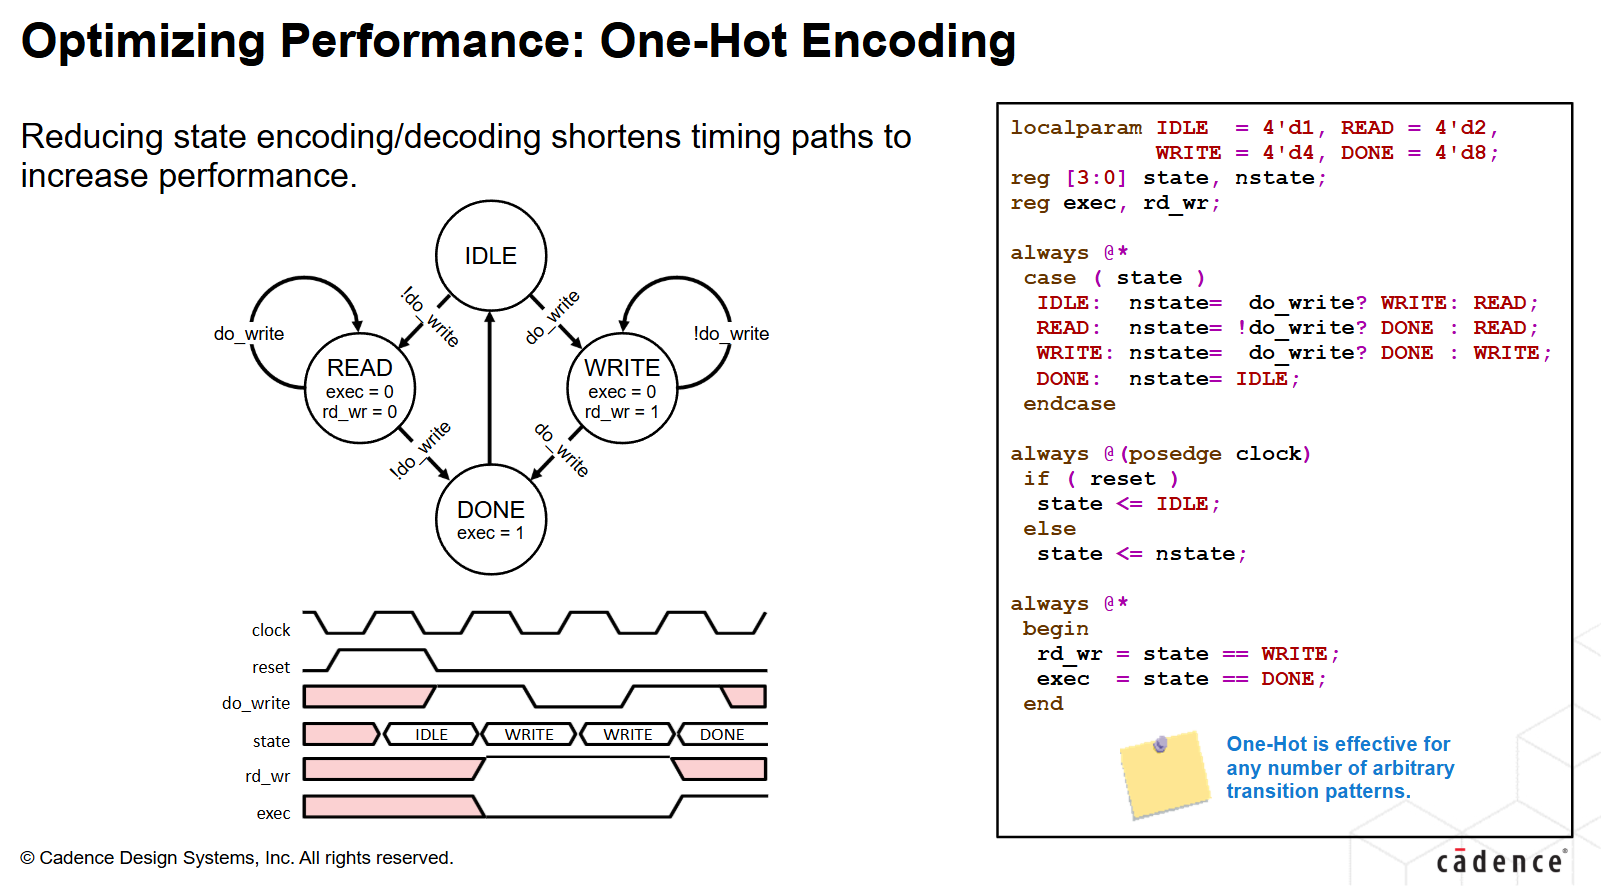 Optimizing Performance: One-Hot Encoding
Reducing state encoding/decoding shortens timing paths to
increase performance.
IDLE
!do_write
do_write
do_write
!do_write
READ
exec = 0
rd_wr = 0
WRITE
exec = 0
rd_wr = 1
!do_write
do_write
DONE
exec = 1
clock
reset
do_write
state
IDLE
WRITE
WRITE
DONE
rd_wr
exec
localparam IDLE  = 4'd1, READ = 4'd2,
           WRITE = 4'd4, DONE = 4'd8;
reg [3:0] state, nstate;
reg exec, rd_wr;
always @*
 case ( state )
  IDLE:  nstate=  do_write? WRITE: READ;
  READ:  nstate= !do_write? DONE : READ;
  WRITE: nstate=  do_write? DONE : WRITE;
  DONE:  nstate= IDLE;
 endcase
always @(posedge clock)
 if ( reset )
  state <= IDLE;
 else
  state <= nstate;
always @*
 begin
  rd_wr = state == WRITE;
  exec  = state == DONE;
 end
One-Hot is effective for
any number of arbitrary
transition patterns.
© Cadence Design Systems, Inc. All rights reserved.
cādence®